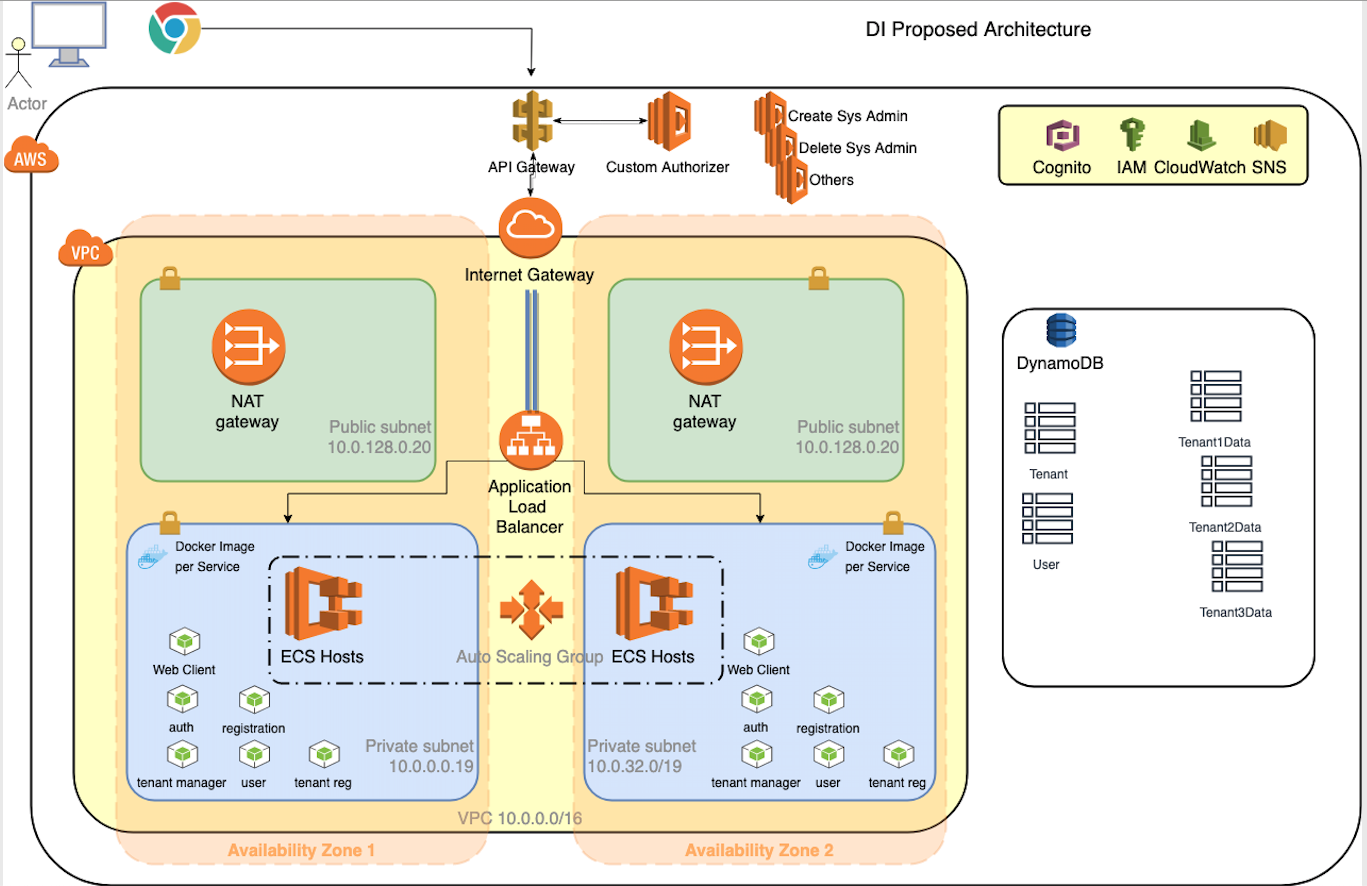 DI Proposed Architecture
Actor
AWS
API Gateway
Custom Authorizer
Create Sys Admin
Delete Sys Admin
Others
Cognito
IAM
CloudWatch
SNS
VPC
Internet Gateway
NAT
gateway
Public subnet
10.0.128.0.20
NAT
gateway
Public subnet
10.0.128.0.20
Application
Load
Balancer
DynamoDB
Tenant
User
Tenant1Data
Tenant2Data
Tenant3Data
Docker Image
per Service
ECS Hosts
Web Client
auth
registration
tenant manager
user
tenant reg
Private subnet
10.0.0.0.19
Auto Scaling Group
Docker Image
per Service
ECS Hosts
Web Client
auth
registration
tenant manager
user
tenant reg
Private subnet
10.0.32.0/19
VPC 10.0.0.0/16
Availability Zone 1
Availability Zone 2